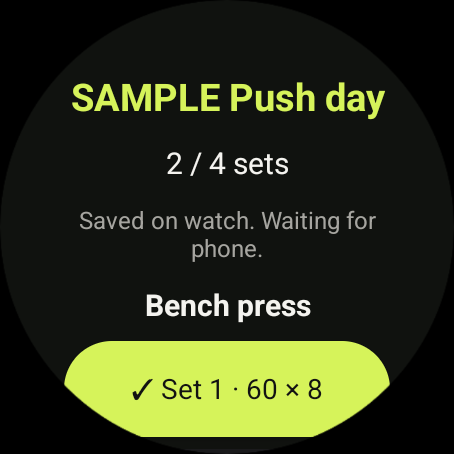 SAMPLE Push day
2 / 4 sets
Saved on watch. Waiting for
phone.
Bench press
✓ Set 1 · 60 × 8